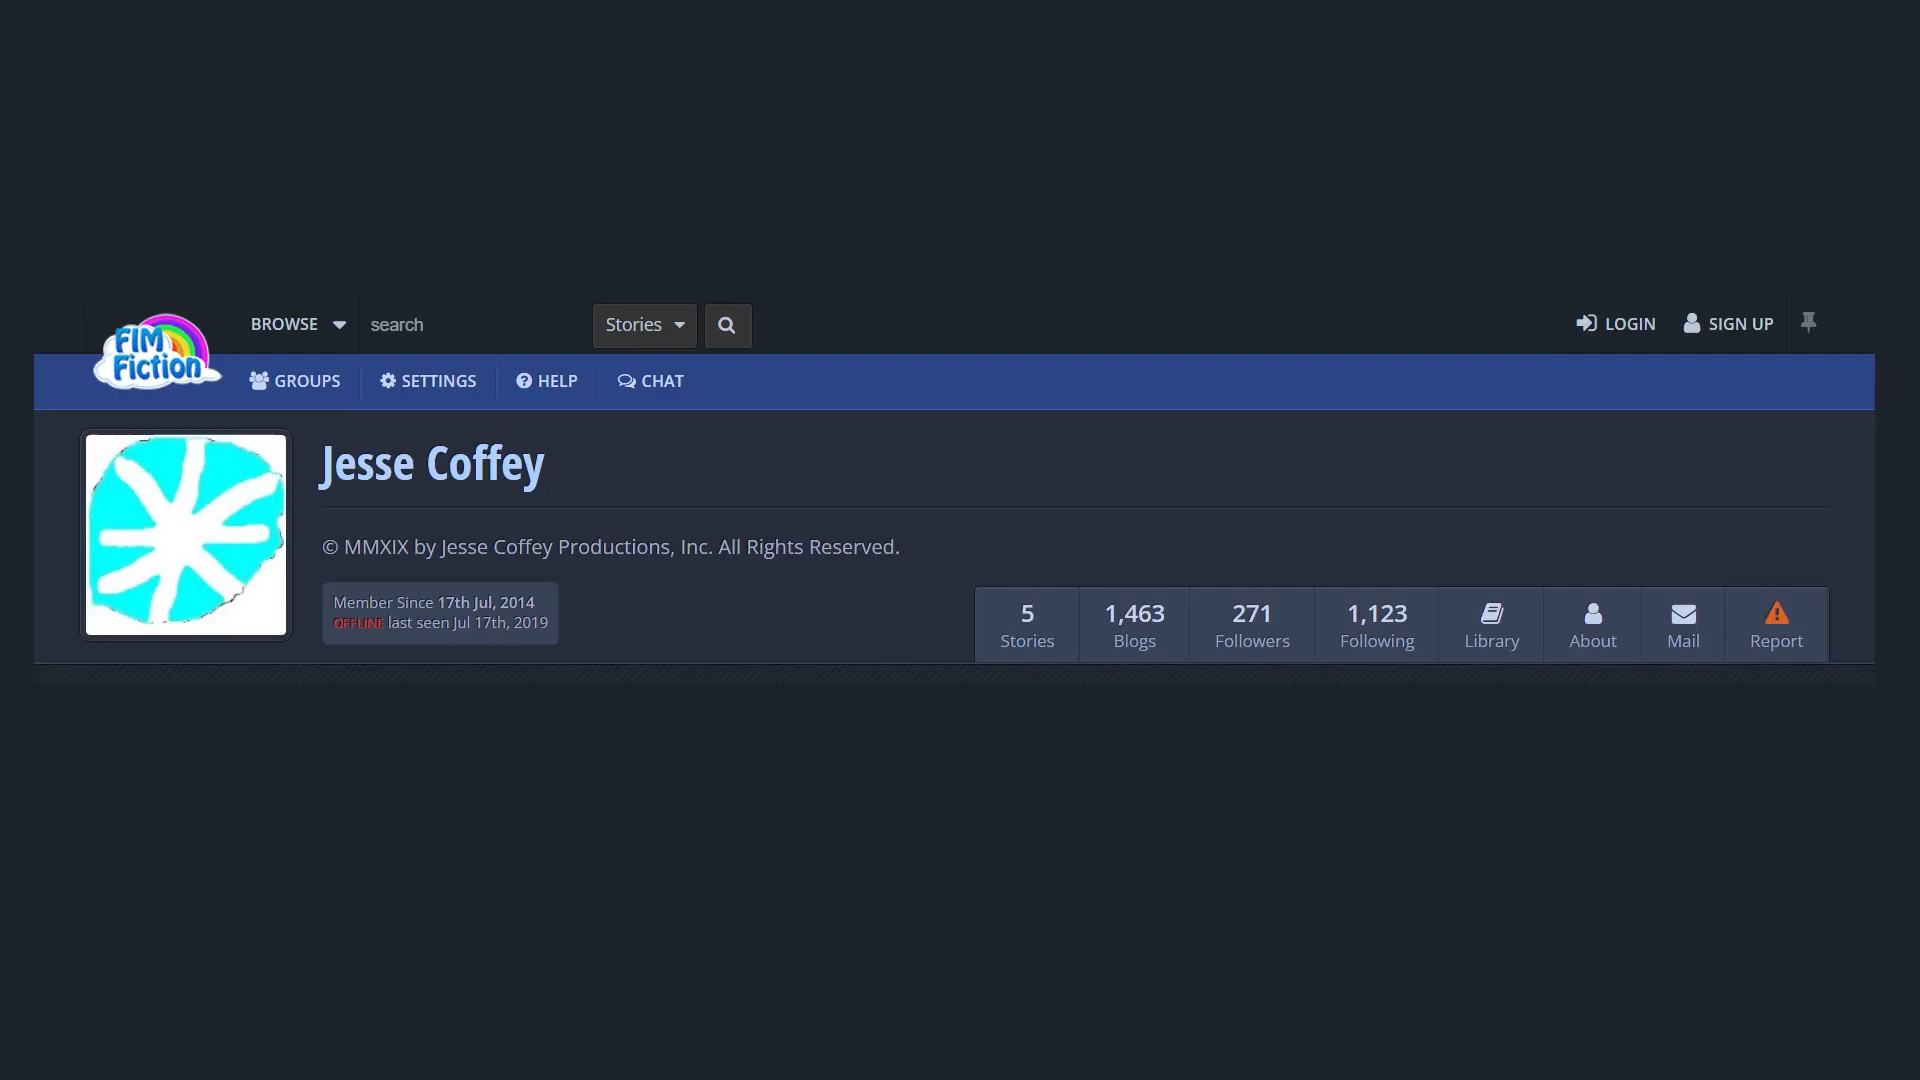 FIM
Fiction
BROWSE
search
Stories
LOGIN
SIGN UP
GROUPS
SETTINGS
HELP
CHAT
Jesse Coffey
© MMXIX by Jesse Coffey Productions, Inc. All Rights Reserved.
Member Since 17th Jul, 2014
OFFLINE last seen Jul 17th, 2019
5
Stories
1,463
Blogs
271
Followers
1,123
Following
Library
About
Mail
Report